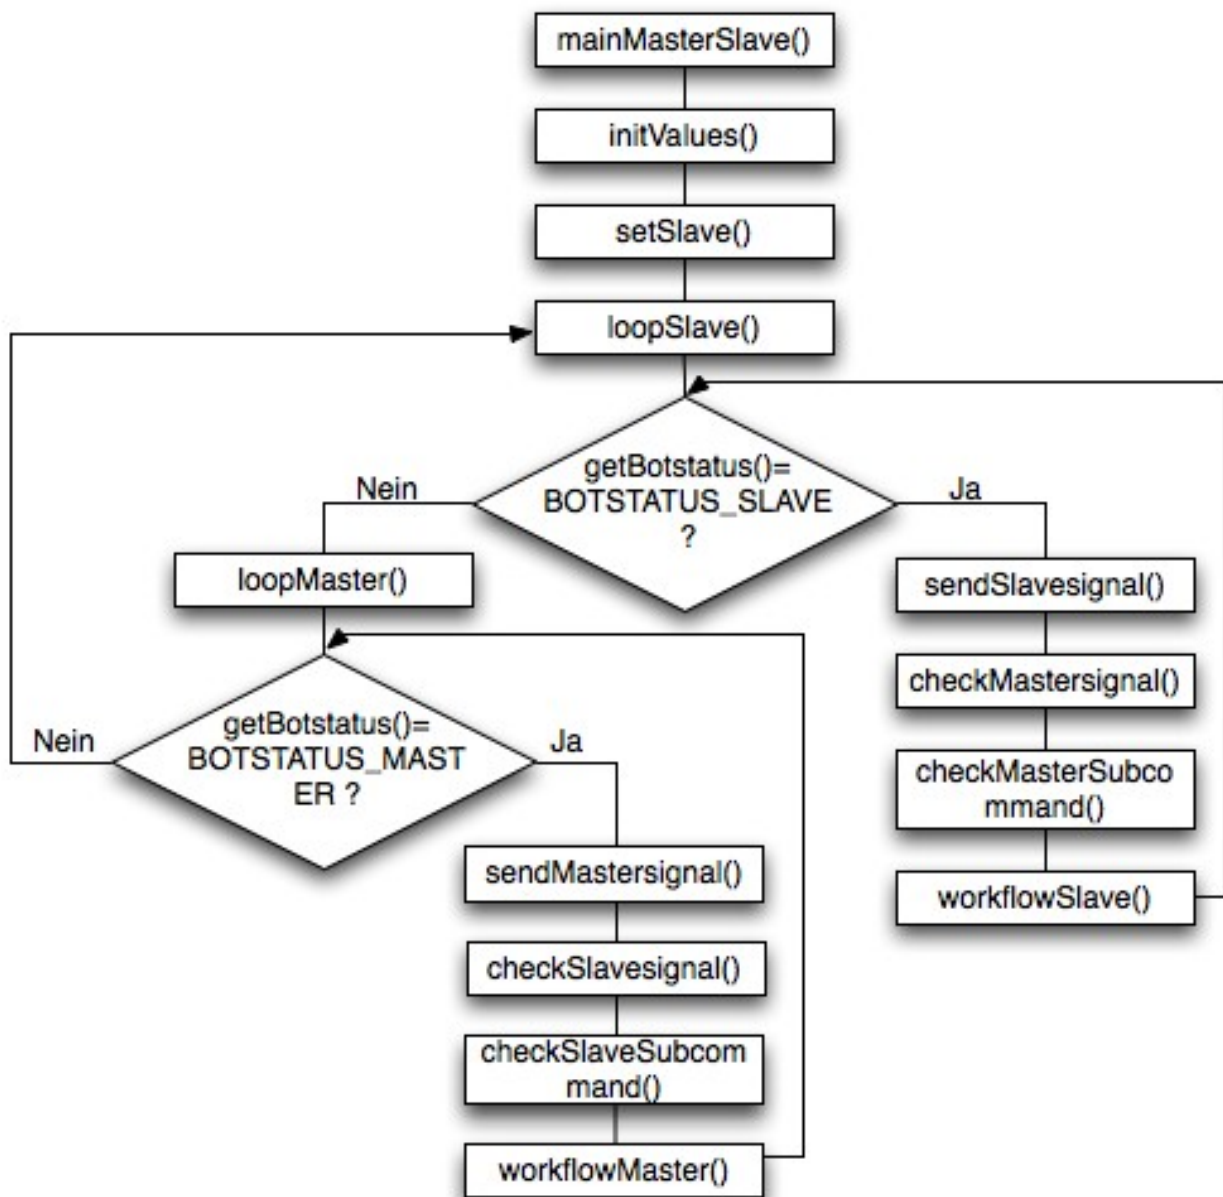 mainMasterSlave()
initValues()
setSlave()
loopSlave()
getBotstatus()=
BOTSTATUS_SLAVE
?
Nein
Ja
loopMaster()
sendSlavesignal()
checkMastersignal()
checkMasterSubco
mmand()
workflowSlave()
getBotstatus()=
BOTSTATUS_MAST
ER ?
Nein
Ja
sendMastersignal()
checkSlavesignal()
checkSlaveSubcom
mand()
workflowMaster()